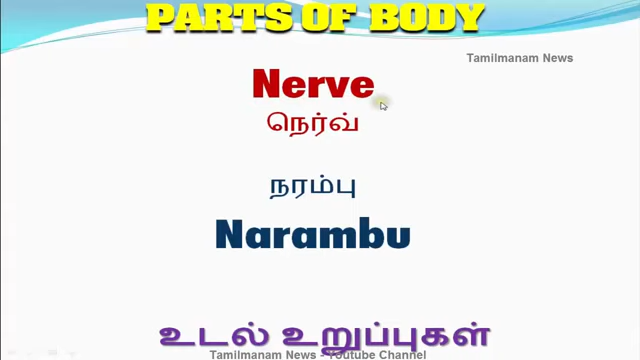 PARTS OF BODY
Tamilmanam News
Nerve
நெர்வ்
நரம்பு
Narambu
உடல் உறுப்புகள்
Tamilmanam News - Youtube Channel